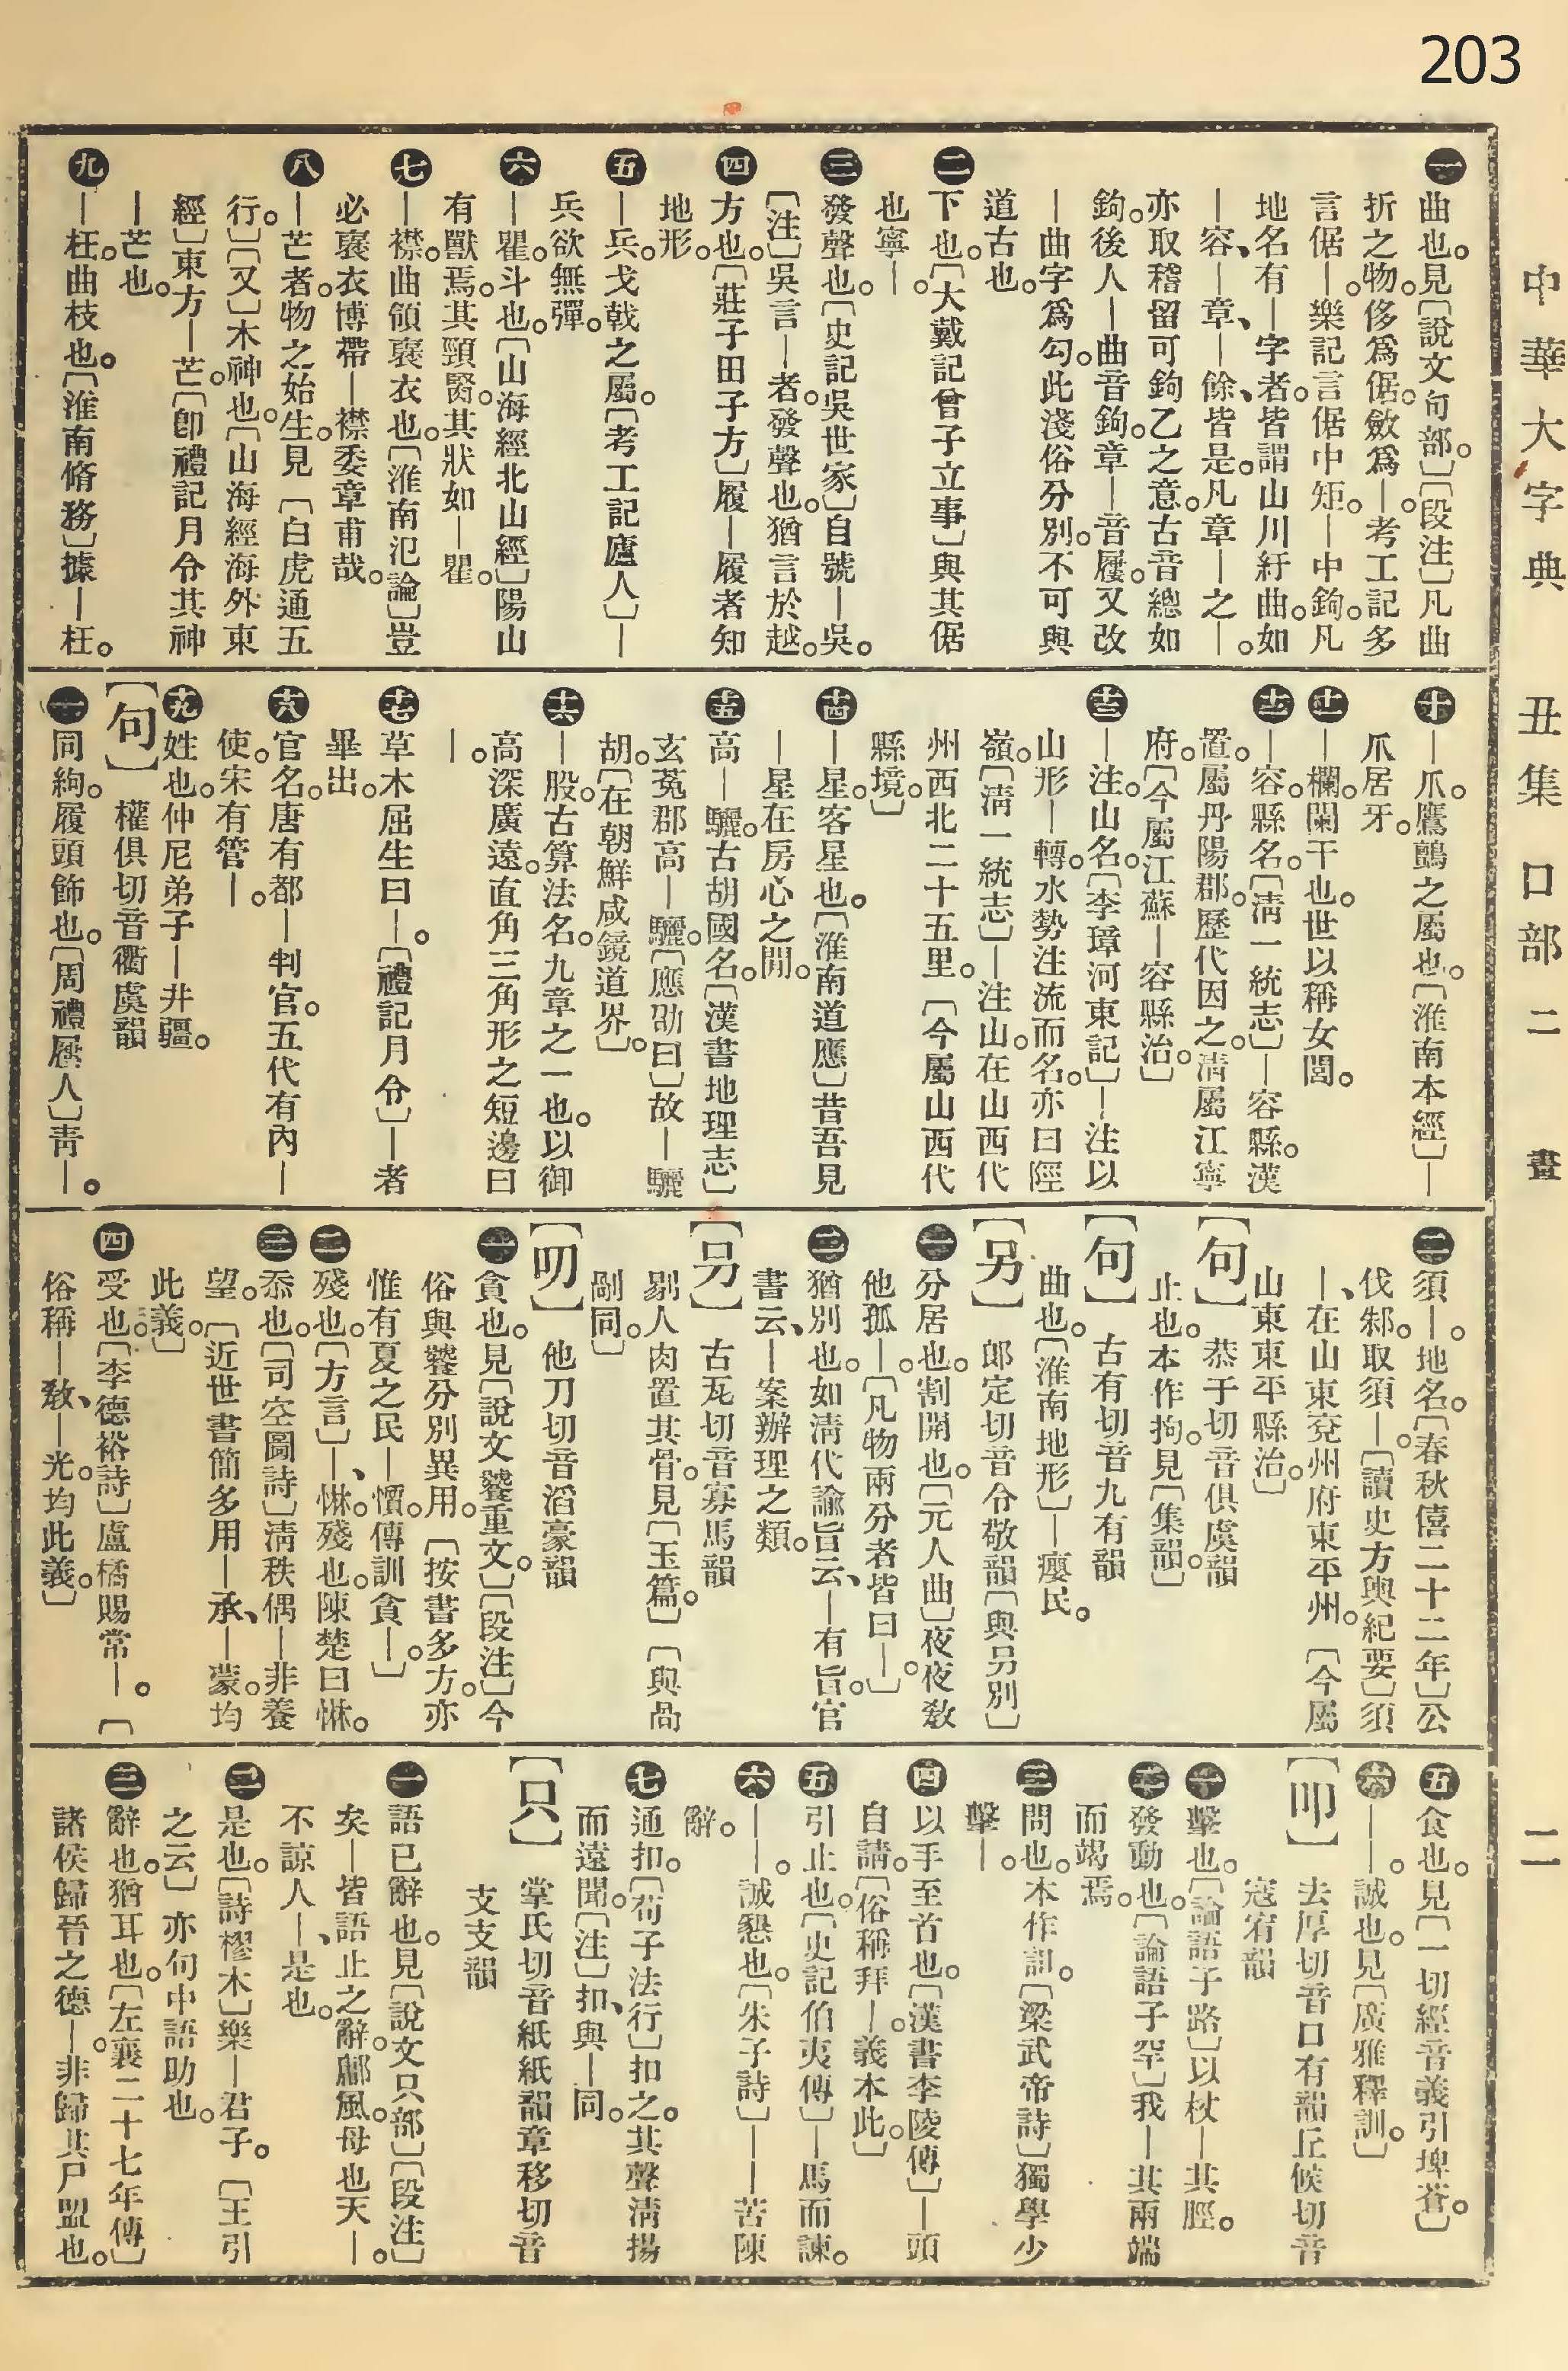 203
中華大字典 丑集 口部 二畫 二
㊀曲也。見〔說文句部。〕〔段注〕凡曲
折之物。侈爲倨。斂爲—。考工記多
言倨—。樂記言倨中矩。—中鉤。凡
地名有—字者。皆謂山川紆曲。如
—容、—章、—餘、皆是。凡章—之—。
亦取稽留可鉤乙之意。古音總如
鉤。後人—曲音鉤。章—音屨。又改
—曲字爲勾。此淺俗分別。不可與
道古也。
㊁下也。〔大戴記曾子立事〕與其倨
也寧—。
㊂發聲也。〔史記吳世家〕自號—吳。
〔注〕吳言—者。發聲也。猶言於越。
㊃方也。〔莊子田子方〕履—履者知
地形。
㊄—兵。戈戟之屬。〔考工記廬人〕—
兵欲無彈。
㊅—瞿。斗也。〔山海經北山經〕陽山
有獸焉。其頸䯂。其狀如—瞿。
㊆—襟。曲領褎衣也。〔淮南氾論〕豈
必褎衣博帶—襟委章甫哉。
㊇—芒者。物之始生。見〔白虎通五
行。〕〔又〕木神也。〔山海經海外東
經〕東方—芒。〔卽禮記月令其神
—芒也。
㊈—枉。曲枝也。〔淮南脩務〕據—枉。
㊉—爪。鷹鸇之屬也。〔淮南本經〕—
爪居牙。
十一—欄。闌干也。世以稱女閭。
十二—容。縣名。〔淸一統志〕—容縣。漢
置。屬丹陽郡。歷代因之。淸屬江寧
府。〔今屬江蘇—容縣治。〕
十三—注。山名。〔李璋河東記〕—注以
山形—轉。水勢注流而名。亦曰陘
嶺。〔淸一統志〕—注山。在山西代
州西北二十五里。〔今屬山西代
縣境〕
十四—星。客星也。〔淮南道應〕昔吾見
—星在房心之閒。
十五高—驪。古胡國名。〔漢書地理志〕
玄菟郡高—驪。〔應劭曰〕故—驪
胡。〔在朝鮮咸鏡道界。〕
十六—股。古算法名。九章之一也。以御
高深廣遠。直角三角形之短邊曰
—。
十七草木屈生曰—。〔禮記月令〕—者
畢出。
十八官名。唐有都—判官。五代有內—
使。宋有管—。
十九姓也。仲尼弟子—井疆。
〔句〕權俱切音衢虞韻
㊀同絇。履頭飾也。〔周禮屨人〕靑—。
㊁須—。地名。〔春秋僖二十二年〕公
伐邾。取須—。〔讀史方輿紀要〕須
—、在山東兗州府東平州。〔今屬
山東東平縣治。〕
〔句〕恭于切音俱虞韻
止也。本作拘。見〔集韻。〕
〔句〕古有切音九有韻
曲也。〔淮南地形〕—癭民。
〔另〕郎定切音令敬韻〔與叧別〕
㊀分居也。割開也。〔元人曲〕夜夜敎
他孤—。〔凡物兩分者皆曰—。〕
㊁猶別也。如淸代諭旨云、—有旨。官
書云、—案辦理之類。
〔叧〕古瓦切音寡馬韻
剔人肉置其骨。見〔玉篇。〕〔與咼
剮同。〕
〔叨〕他刀切音滔豪韻
㊀貪也。見〔說文饕重文。〕〔段注〕今
俗與饕分別異用。〔按書多方。亦
惟有夏之民—懫。傳訓貪—。〕
㊁殘也。〔方言〕—、惏。殘也。陳楚曰惏。
㊂忝也。〔司空圖詩〕淸秩偶—非養
望。〔近世書簡多用—承、—蒙。均
此義。〕
㊃受也。〔李德裕詩〕盧橘賜常—。〔
俗稱—敎、—光。均此義。〕
㊄食也。見〔一切經音義引埤蒼。〕
㊅——。誠也。見〔廣雅釋訓。〕
〔叩〕去厚切音口有韻丘候切音
寇宥韻
㊀擊也。〔論語子路〕以杖—其脛。
㊁發動也。〔論語子罕〕我—其兩端
而竭焉。
㊂問也。本作訆。〔梁武帝詩〕獨學少
擊—。
㊃以手至首也。〔漢書李陵傳〕—頭
自請。〔俗稱拜—。義本此。〕
㊄引止也。〔史記伯夷傳〕—馬而諫。
㊅——。誠懇也。〔朱子詩〕——苦陳
辭。
㊆通扣。〔荀子法行〕扣之。其聲淸揚
而遠聞。〔注〕扣、與—同。
〔只〕掌氏切音紙紙韻章移切音
支支韻
㊀語已辭也。見〔說文只部〕〔段注〕
矣—皆語止之辭。鄘風。母也天—。
不諒人—、是也。
㊁是也。〔詩樛木〕樂—君子。〔王引
之云〕亦句中語助也。
㊂辭也。猶耳也。〔左襄二十七年傳〕
諸侯歸晉之德—。非歸其尸盟也。